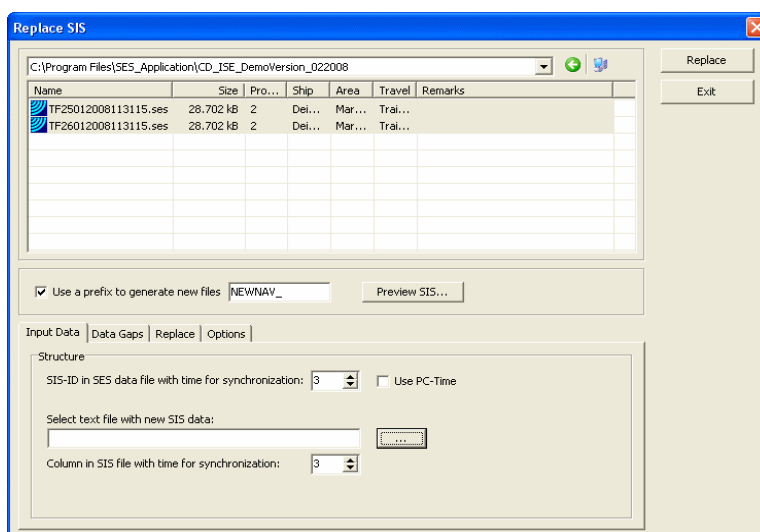 Replace SIS
C:\Program Files\SES_Application\CD_ISE_DemoVersion_022008
Replace
Exit
Name Size Pro... Ship Area Travel Remarks
TF25012008113115.ses 28.702 kB 2 Dei... Mar... Trai...
TF26012008113115.ses 28.702 kB 2 Dei... Mar... Trai...
Use a prefix to generate new files NEWNAV_ Preview SIS...
Input Data Data Gaps Replace Options
Structure
SIS-ID in SES data file with time for synchronization: 3 Use PC-Time
Select text file with new SIS data:
...
Column in SIS file with time for synchronization: 3